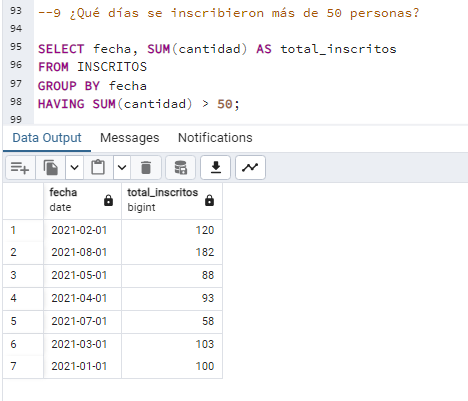 93 --9 ¿Qué días se inscribieron más de 50 personas?
94
95 SELECT fecha, SUM(cantidad) AS total_inscritos
96 FROM INSCRITOS
97 GROUP BY fecha
98 HAVING SUM(cantidad) > 50;
99
Data Output Messages Notifications
fecha total_inscritos
date bigint
1 2021-02-01 120
2 2021-08-01 182
3 2021-05-01 88
4 2021-04-01 93
5 2021-07-01 58
6 2021-03-01 103
7 2021-01-01 100